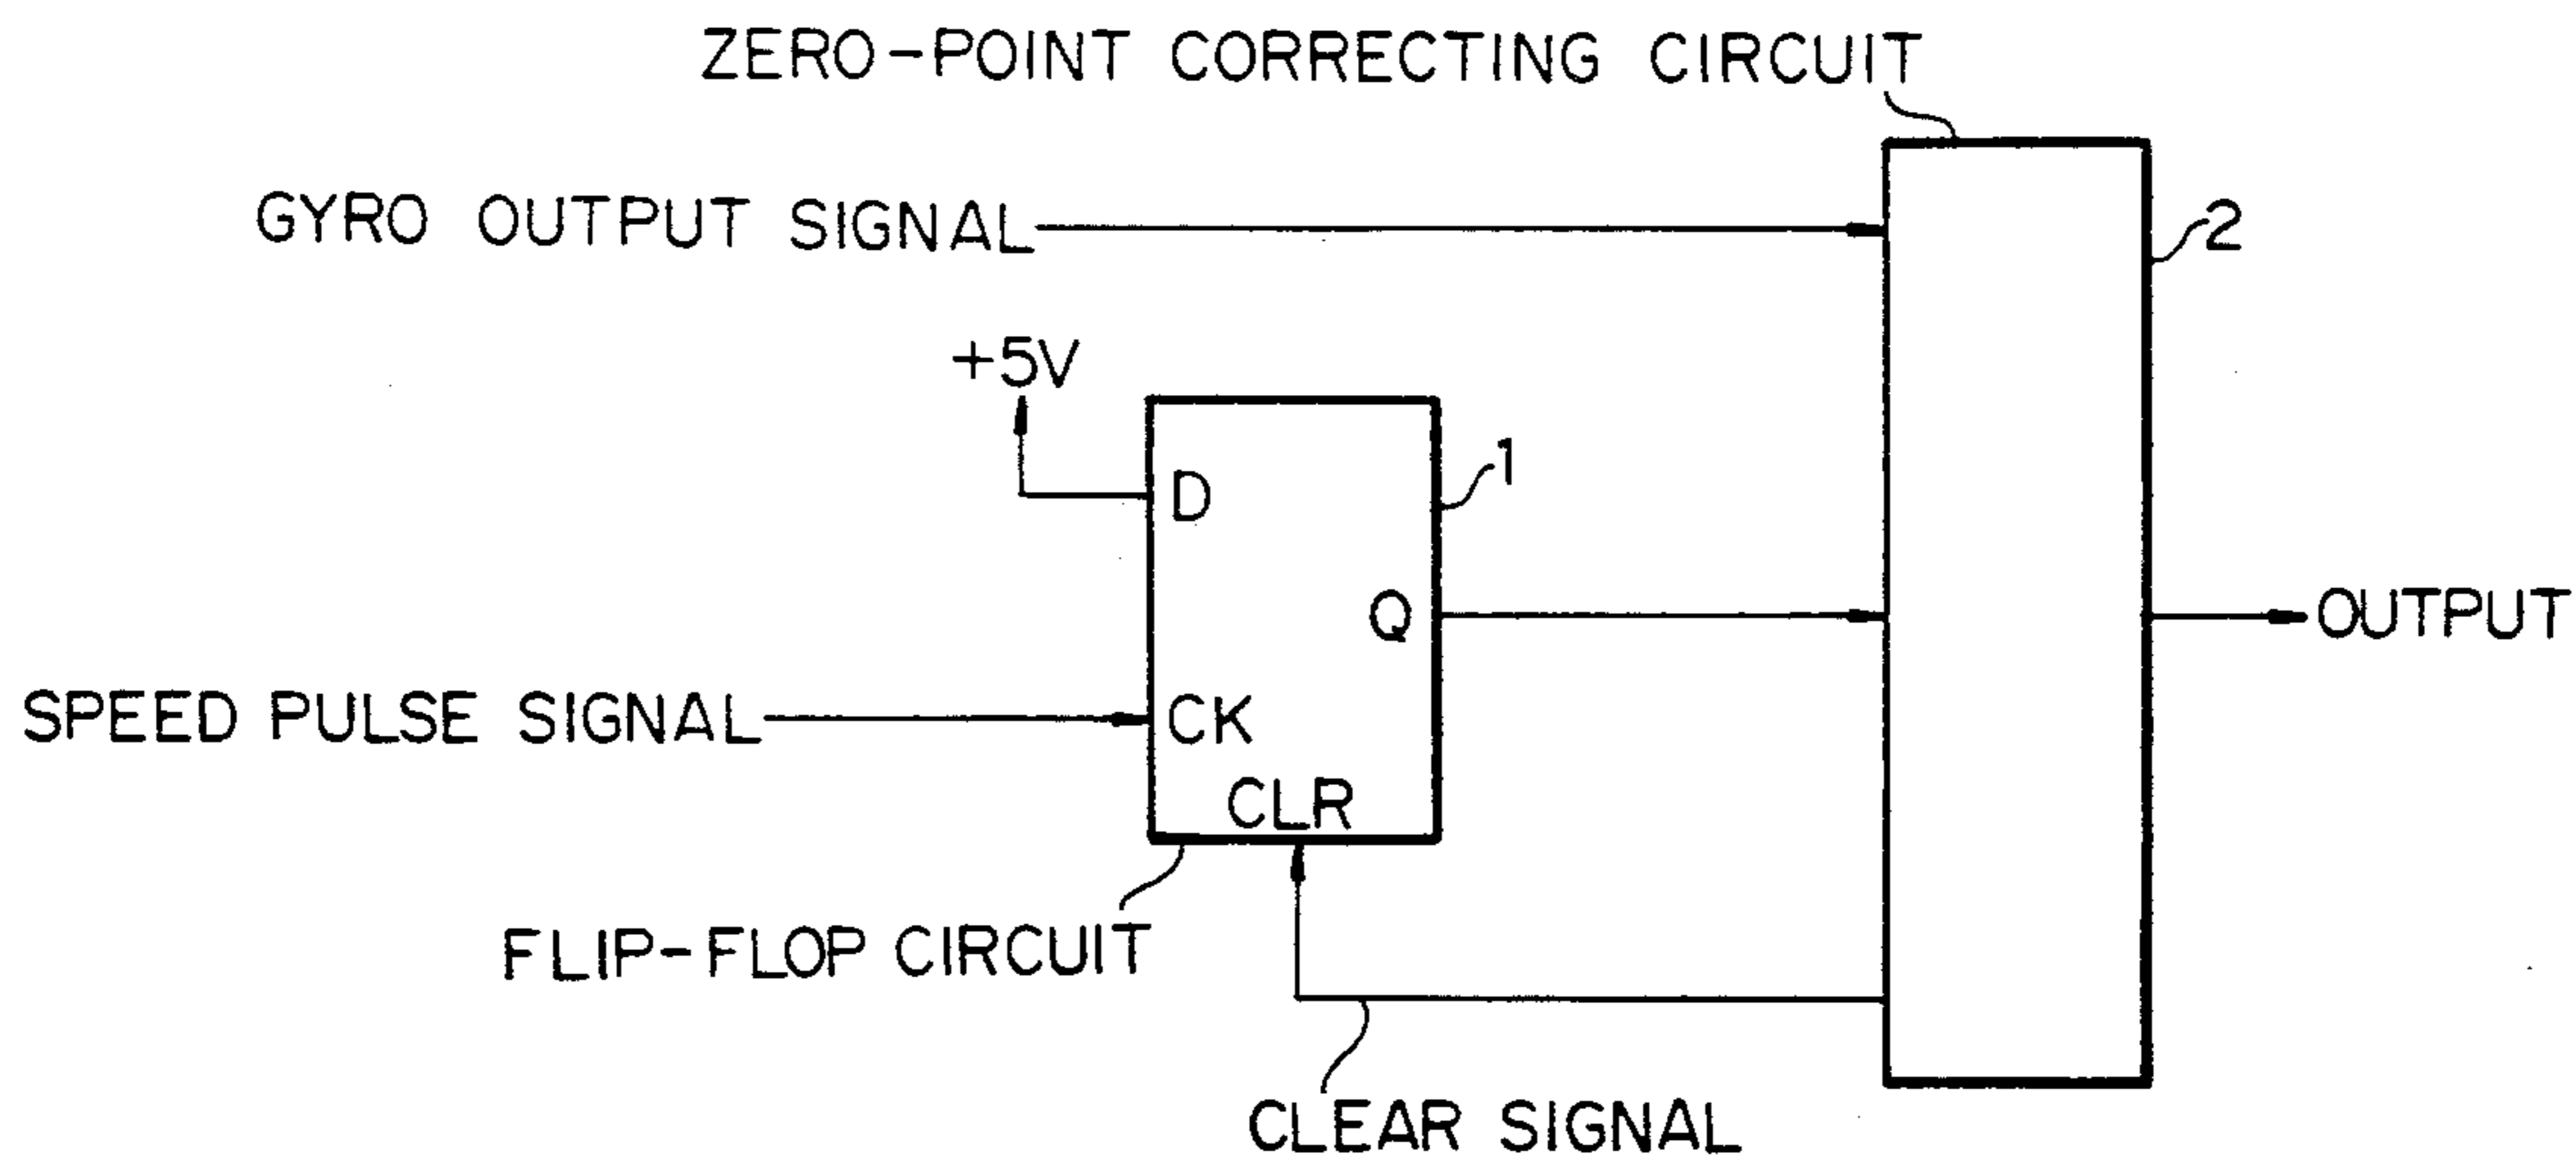 ZERO-POINT CORRECTING CIRCUIT
GYRO OUTPUT SIGNAL
2
+5V
D
1
Q
OUTPUT
SPEED PULSE SIGNAL
CK
CLR
FLIP-FLOP CIRCUIT
CLEAR SIGNAL